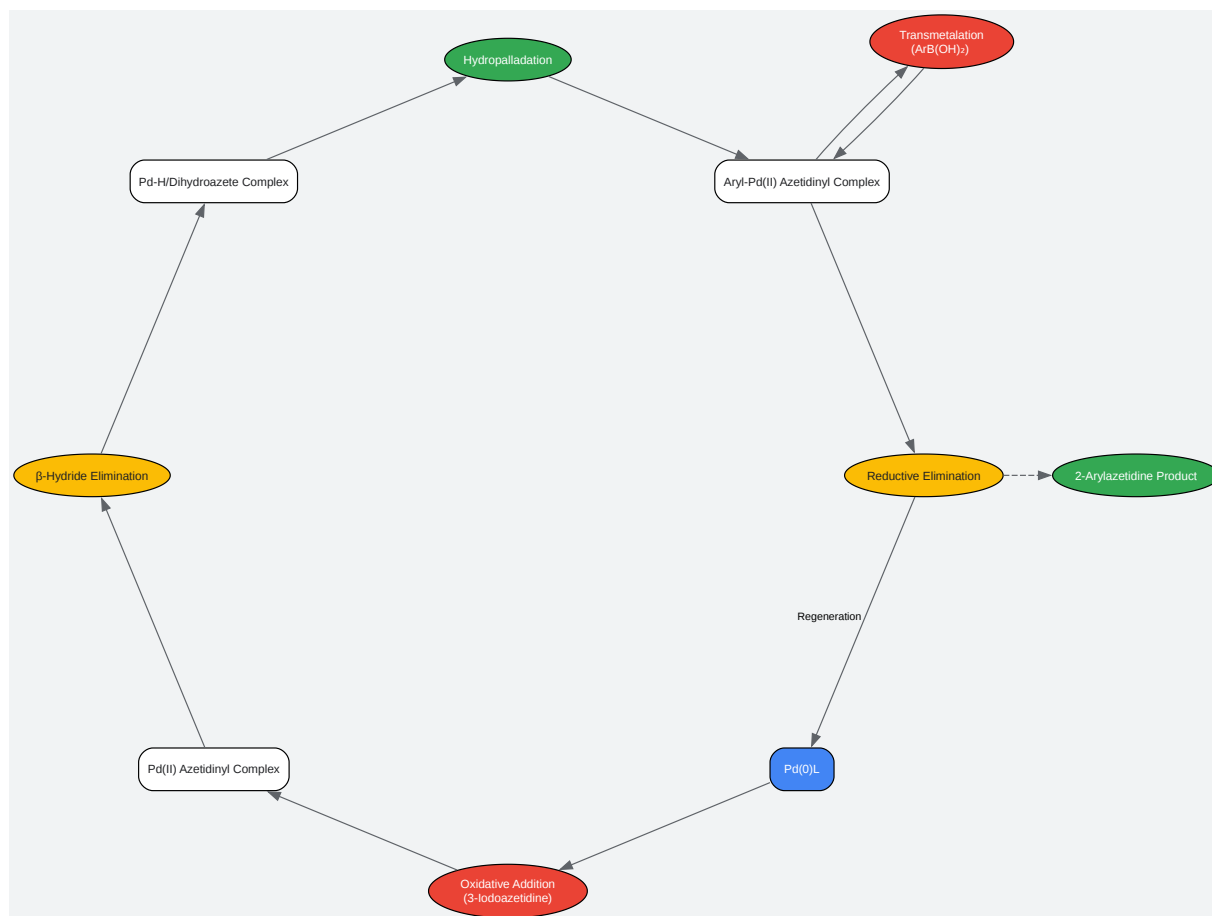 Transmetalation
(ArB(OH)₂)
Hydropalladation
Pd-H/Dihydroazete Complex
Aryl-Pd(II) Azetidinyl Complex
β-Hydride Elimination
Reductive Elimination
2-Arylazetidine Product
Regeneration
Pd(II) Azetidinyl Complex
Pd(0)L
Oxidative Addition
(3-Iodoazetidine)